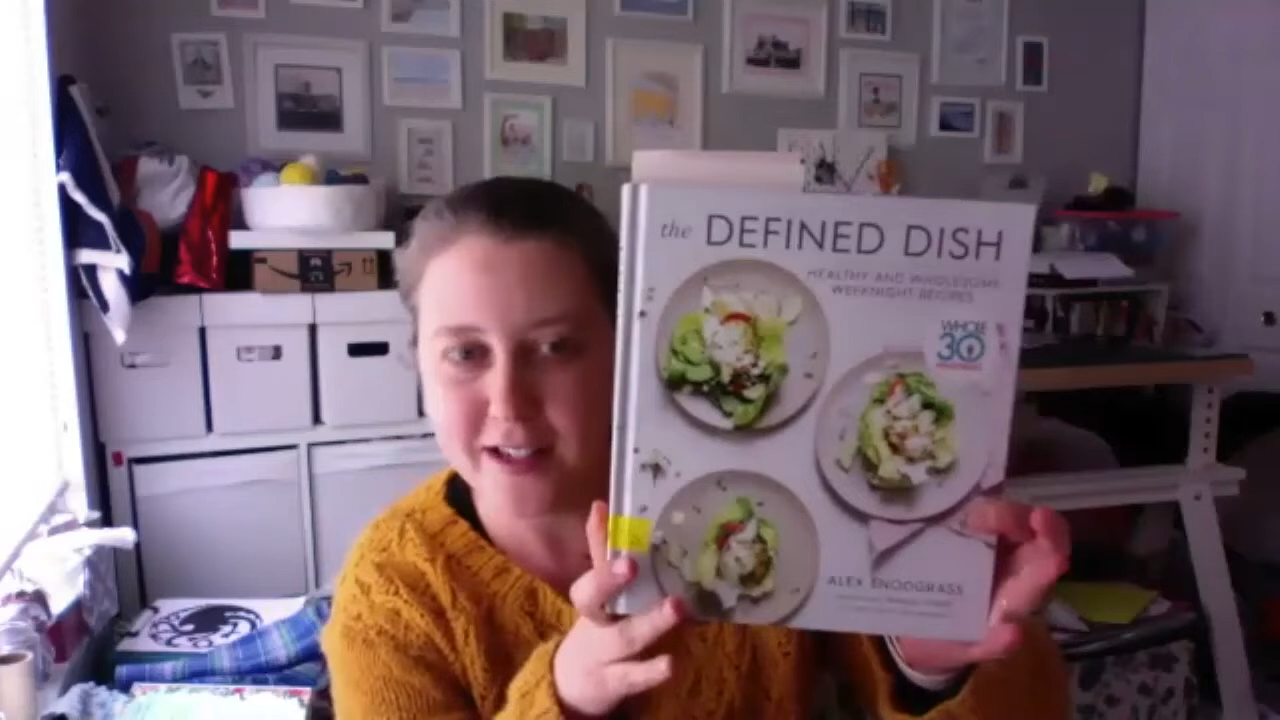 the DEFINED DISH
HEALTHY AND WHOLESOME
WEEKNIGHT RECIPES
WHOLE
30
ALEX SNODGRASS